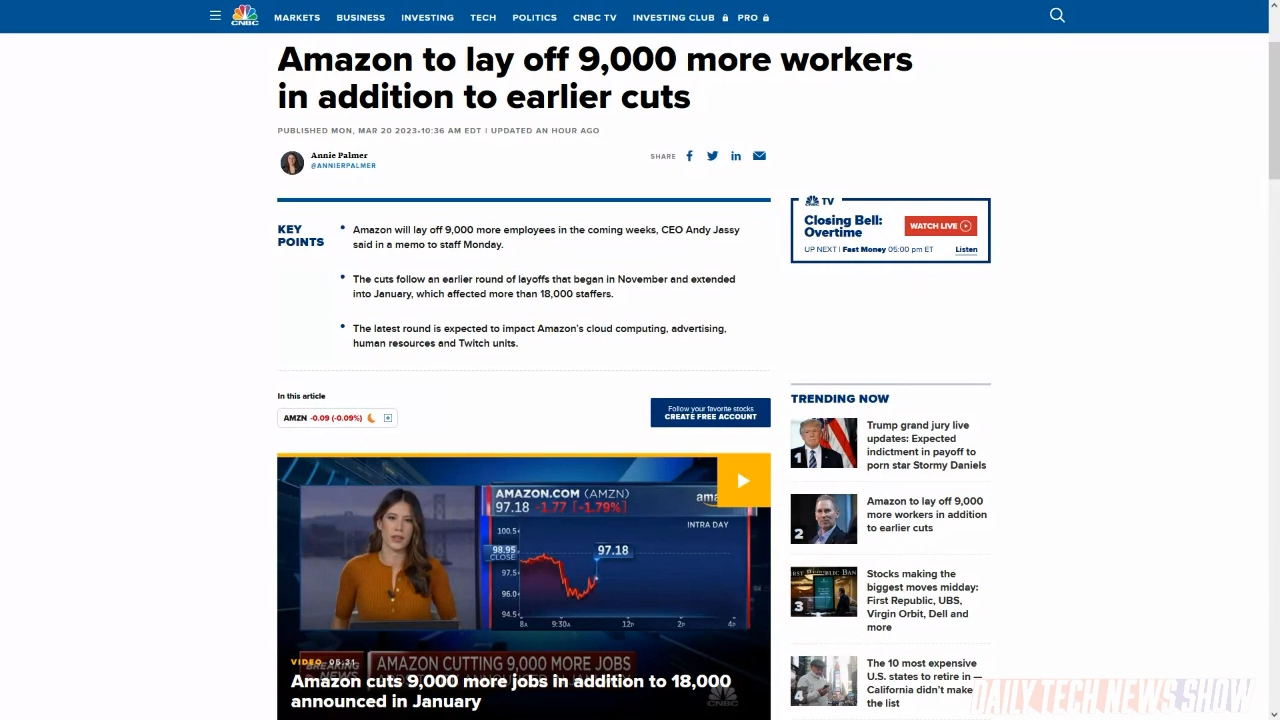 CNBC
MARKETS
BUSINESS
INVESTING
TECH
POLITICS
CNBC TV
INVESTING CLUB
PRO
Amazon to lay off 9,000 more workers
in addition to earlier cuts
PUBLISHED MON, MAR 20 2023•10:36 AM EDT | UPDATED AN HOUR AGO
Annie Palmer
@ANNIERPALMER
SHARE
KEY
POINTS
• Amazon will lay off 9,000 more employees in the coming weeks, CEO Andy Jassy
said in a memo to staff Monday.
• The cuts follow an earlier round of layoffs that began in November and extended
into January, which affected more than 18,000 staffers.
• The latest round is expected to impact Amazon's cloud computing, advertising,
human resources and Twitch units.
In this article
AMZN -0.09 (-0.09%)
Follow your favorite stocks
CREATE FREE ACCOUNT
AMAZON.COM (AMZN)
97.18 -1.77 [-1.79%]
INTRA DAY
100.5
98.95
CLOSE
97.18
97.5
96.0
94.5
8A
9:30A
12P
2P
4P
VIDEO 05:31
BREAKING
NEWS
AMAZON CUTTING 9,000 MORE JOBS
Amazon cuts 9,000 more jobs in addition to 18,000
announced in January
CNBC
TV
Closing Bell:
Overtime
WATCH LIVE
UP NEXT | Fast Money 05:00 pm ET
Listen
TRENDING NOW
1
Trump grand jury live
updates: Expected
indictment in payoff to
porn star Stormy Daniels
2
Amazon to lay off 9,000
more workers in addition
to earlier cuts
3
Stocks making the
biggest moves midday:
First Republic, UBS,
Virgin Orbit, Dell and
more
4
The 10 most expensive
U.S. states to retire in —
California didn't make
the list
DAILY TECH NEWS SHOW